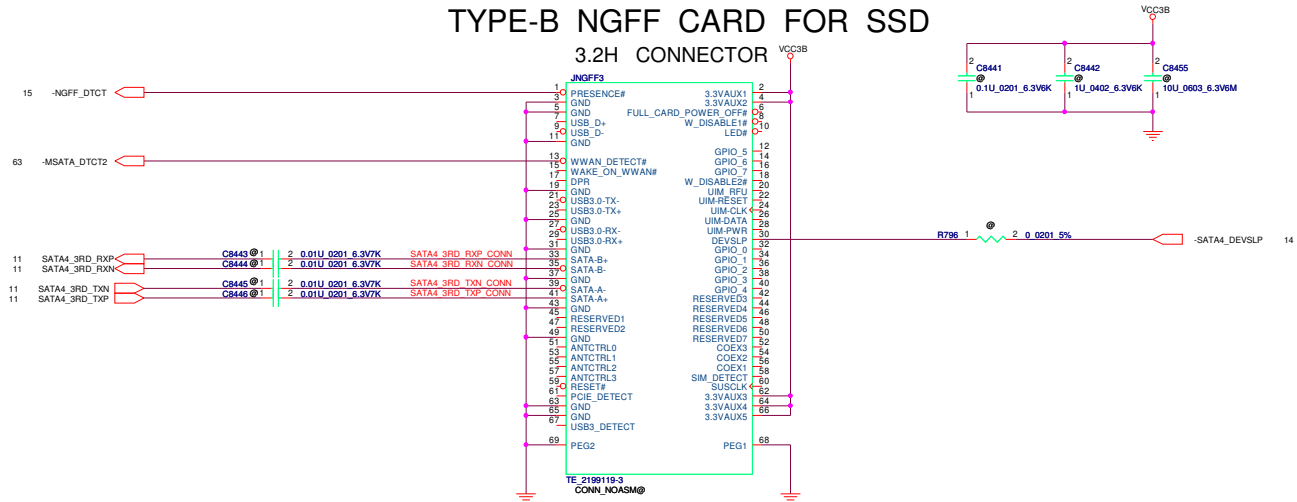 TYPE-B NGFF CARD FOR SSD
3.2H CONNECTOR
VCC3B
VCC3B
JNGFF3
2 C8441 @ 0.1U_0201_6.3V6K 1
2 C8442 @ 1U_0402_6.3V6K 1
2 C8455 @ 10U_0603_6.3V6M 1
15 -NGFF_DTCT
1 PRESENCE#
3 GND
5 GND
7 USB_D+
9 USB_D-
11 GND
63 -MSATA_DTCT2
13 WWAN_DETECT#
15 WAKE_ON_WWAN#
17 DPR
19 GND
21 USB3.0-TX-
23 USB3.0-TX+
25 GND
27 USB3.0-RX-
29 USB3.0-RX+
31 GND
11 SATA4_3RD_RXP C8443 @ 1 2 0.01U_0201_6.3V7K SATA4_3RD_RXP_CONN 33 SATA-B+
11 SATA4_3RD_RXN C8444 @ 1 2 0.01U_0201_6.3V7K SATA4_3RD_RXN_CONN 35 SATA-B-
37 GND
11 SATA4_3RD_TXN C8445 @ 1 2 0.01U_0201_6.3V7K SATA4_3RD_TXN_CONN 39 SATA-A-
11 SATA4_3RD_TXP C8446 @ 1 2 0.01U_0201_6.3V7K SATA4_3RD_TXP_CONN 41 SATA-A+
43 GND
45 RESERVED1
47 RESERVED2
49 GND
51 ANTCTRL0
53 ANTCTRL1
55 ANTCTRL2
57 ANTCTRL3
59 RESET#
61 PCIE_DETECT
63 GND
65 GND
67 USB3_DETECT
69 PEG2
3.3VAUX1 2
3.3VAUX2 4
FULL_CARD_POWER_OFF# 6
W_DISABLE1# 8
LED# 10
GPIO_5 12
GPIO_6 14
GPIO_7 16
W_DISABLE2# 18
UIM_RFU 20
UIM-RESET 22
UIM-CLK 24
UIM-DATA 26
UIM-PWR 28
DEVSLP 30 R796 1 @ 2 0_0201_5% -SATA4_DEVSLP 14
GPIO_0 32
GPIO_1 34
GPIO_2 36
GPIO_3 38
GPIO_4 40
RESERVED3 42
RESERVED4 44
RESERVED5 46
RESERVED6 48
RESERVED7 50
COEX3 52
COEX2 54
COEX1 56
SIM_DETECT 58
SUSCLK 60
3.3VAUX3 62
3.3VAUX4 64
3.3VAUX5 66
PEG1 68
TE_2199119-3
CONN_NOASM@